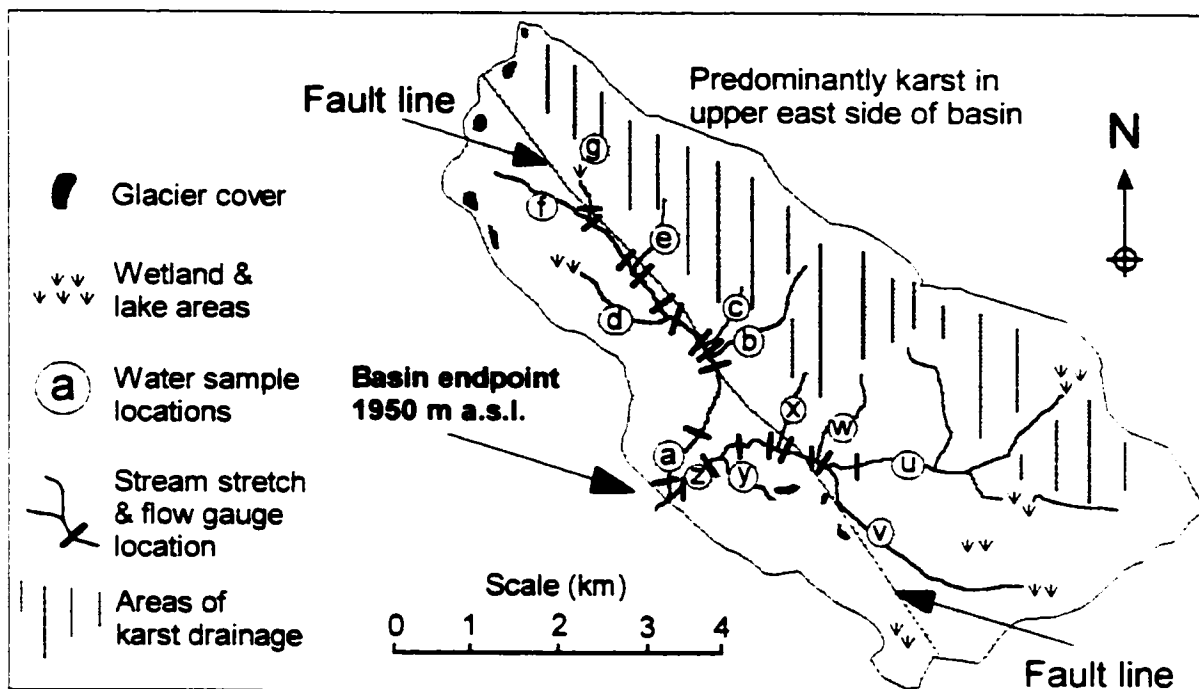 Fault line
Predominantly karst in
upper east side of basin
N
Glacier cover
Wetland &
lake areas
a
Water sample
locations
Stream stretch
& flow gauge
location
Areas of
karst drainage
Basin endpoint
1950 m a.s.l.
g
f
e
d
c
b
a
z
y
x
w
u
v
Scale (km)
0 1 2 3 4
Fault line